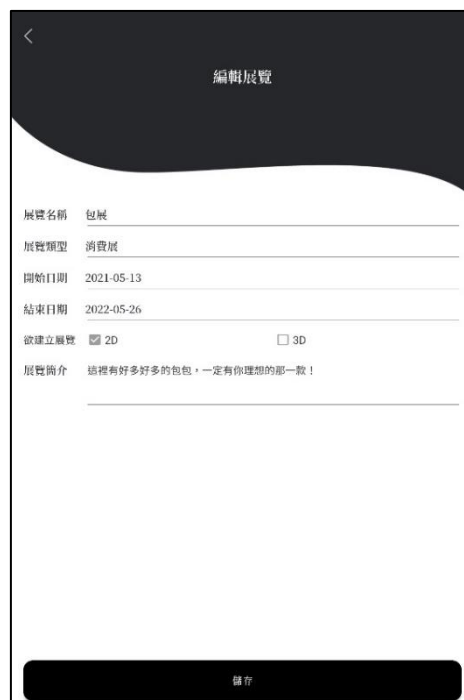 編輯展覽
展覽名稱 包展
展覽類型 消費展
開始日期 2021-05-13
結束日期 2022-05-26
欲建立展覽 2D 3D
展覽簡介 這裡有好多好多的包包，一定有你理想的那一款！
儲存